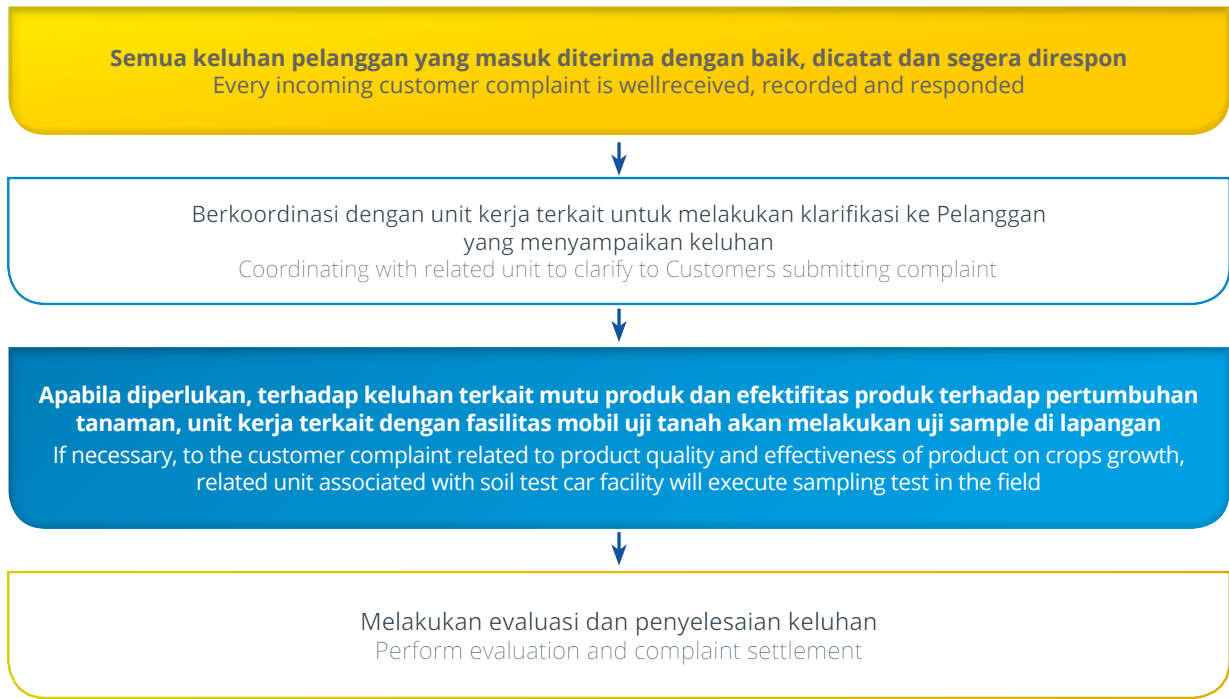 Semua keluhan pelanggan yang masuk diterima dengan baik, dicatat dan segera direspon
Every incoming customer complaint is wellreceived, recorded and responded
Berkoordinasi dengan unit kerja terkait untuk melakukan klarifikasi ke Pelanggan
yang menyampaikan keluhan
Coordinating with related unit to clarify to Customers submitting complaint
Apabila diperlukan, terhadap keluhan terkait mutu produk dan efektifitas produk terhadap pertumbuhan
tanaman, unit kerja terkait dengan fasilitas mobil uji tanah akan melakukan uji sample di lapangan
If necessary, to the customer complaint related to product quality and effectiveness of product on crops growth,
related unit associated with soil test car facility will execute sampling test in the field
Melakukan evaluasi dan penyelesaian keluhan
Perform evaluation and complaint settlement